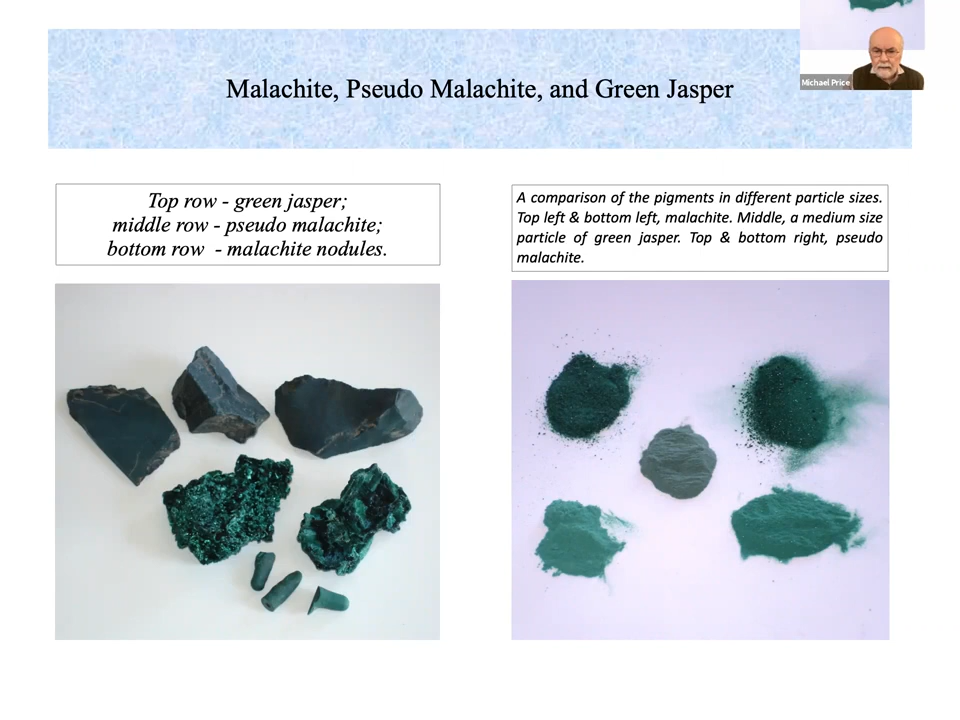 Michael Price
Malachite, Pseudo Malachite, and Green Jasper
Top row - green jasper;
middle row - pseudo malachite;
bottom row  - malachite nodules.
A comparison of the pigments in different particle sizes.
Top left & bottom left, malachite. Middle, a medium size
particle of green jasper. Top & bottom right, pseudo
malachite.